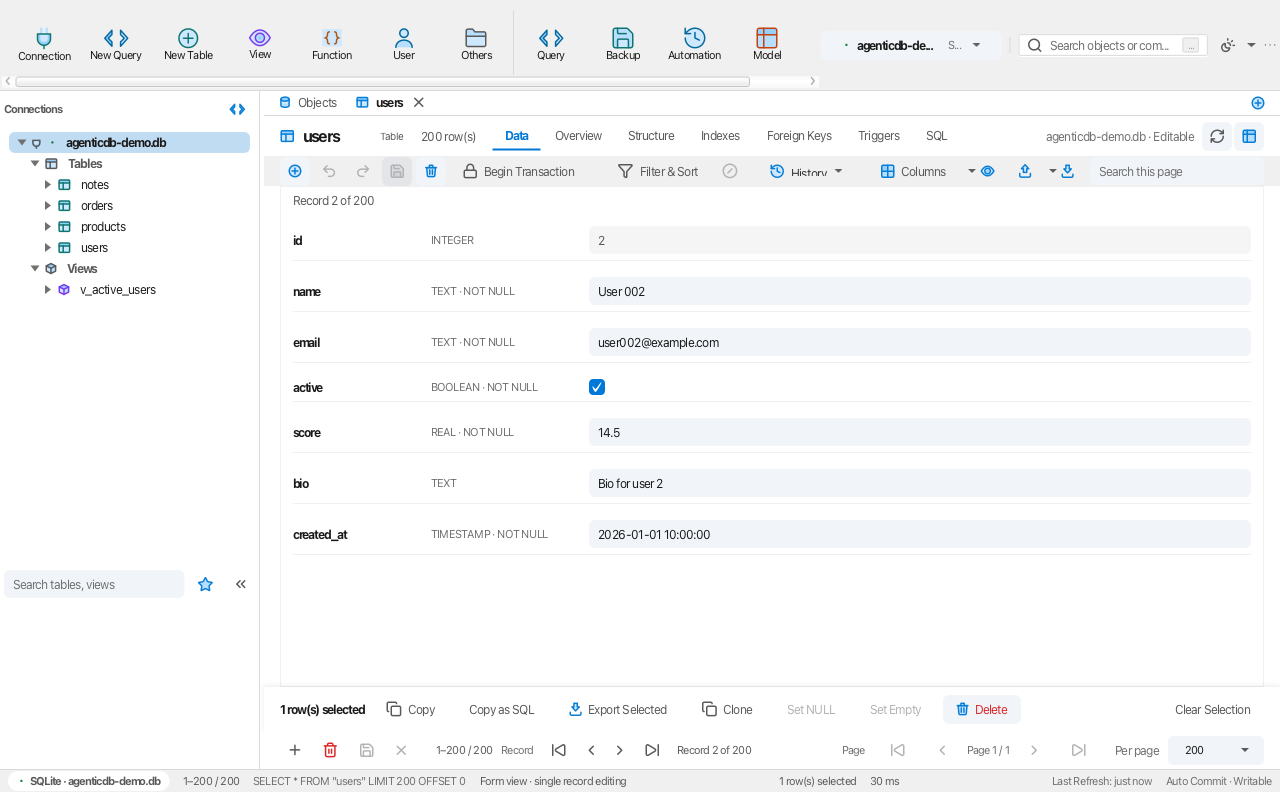 Connection
New Query
New Table
View
Function
User
Others
Query
Backup
Automation
Model
agenticdb-de...
S...
Search objects or com...
...
Connections
Objects
users
agenticdb-demo.db
Tables
notes
orders
products
users
Views
v_active_users
Search tables, views
users
Table
200 row(s)
Data
Overview
Structure
Indexes
Foreign Keys
Triggers
SQL
agenticdb-demo.db · Editable
Begin Transaction
Filter & Sort
History
Columns
Search this page
Record 2 of 200
id INTEGER 2
name TEXT · NOT NULL User 002
email TEXT · NOT NULL user002@example.com
active BOOLEAN · NOT NULL
score REAL · NOT NULL 14.5
bio TEXT Bio for user 2
created_at TIMESTAMP · NOT NULL 2026-01-01 10:00:00
1 row(s) selected
Copy
Copy as SQL
Export Selected
Clone
Set NULL
Set Empty
Delete
Clear Selection
1–200 / 200
Record
Record 2 of 200
Page
Page 1 / 1
Per page
200
SQLite · agenticdb-demo.db
1–200 / 200
SELECT * FROM "users" LIMIT 200 OFFSET 0
Form view · single record editing
1 row(s) selected
30 ms
Last Refresh: just now
Auto Commit · Writable